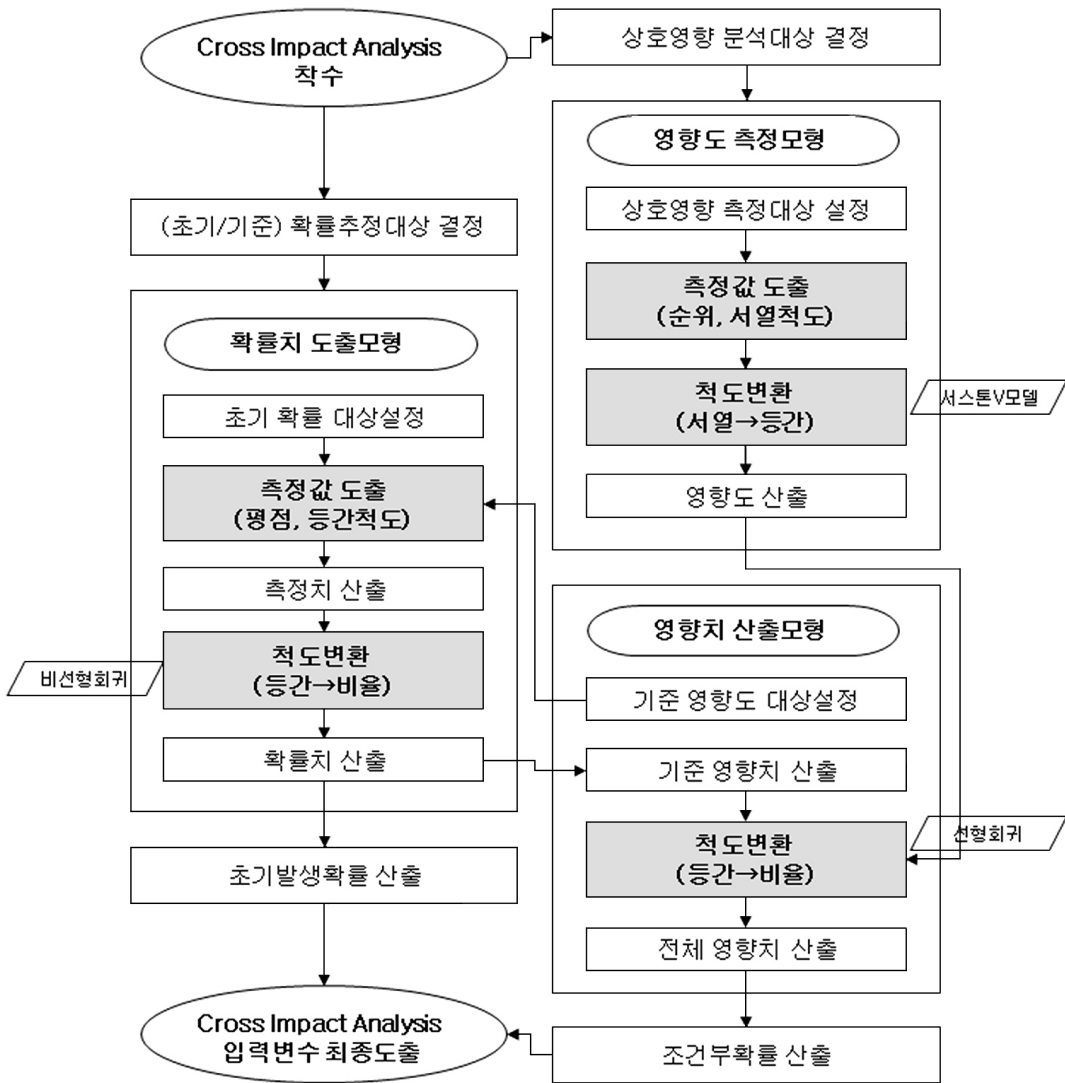 Cross Impact Analysis
착수
(초기/기준) 확률추정대상 결정
확률치 도출모형
초기 확률 대상설정
측정값 도출
(평점, 등간척도)
측정치 산출
척도변환
(등간→비율)
비선형회귀
확률치 산출
초기발생확률 산출
Cross Impact Analysis
입력변수 최종도출
상호영향 분석대상 결정
영향도 측정모형
상호영향 측정대상 설정
측정값 도출
(순위, 서열척도)
척도변환
(서열→등간)
서스톤V모델
영향도 산출
영향치 산출모형
기준 영향도 대상설정
기준 영향치 산출
척도변환
(등간→비율)
선형회귀
전체 영향치 산출
조건부확률 산출